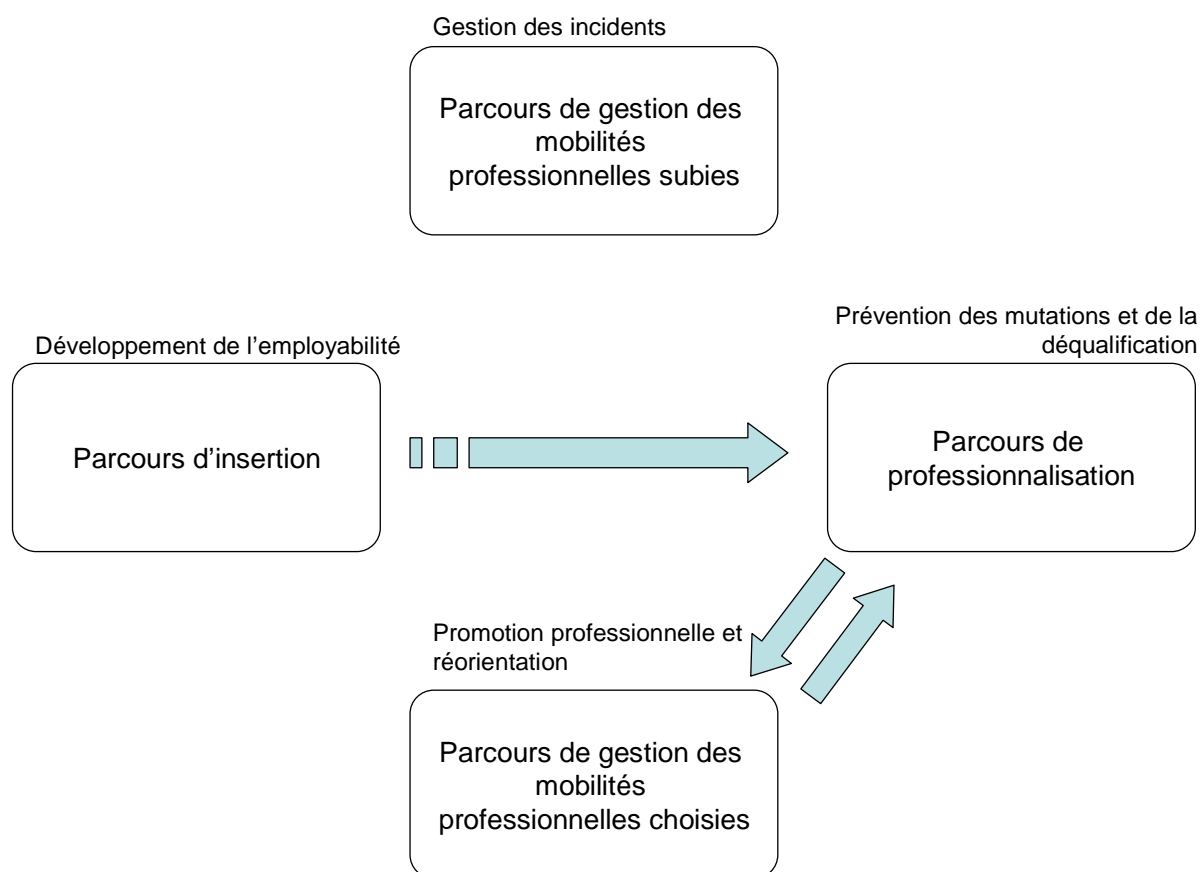 Gestion des incidents
Parcours de gestion des
mobilités
professionnelles subies
Développement de l’employabilité
Parcours d’insertion
Prévention des mutations et de la
déqualification
Parcours de
professionnalisation
Promotion professionnelle et
réorientation
Parcours de gestion des
mobilités
professionnelles choisies